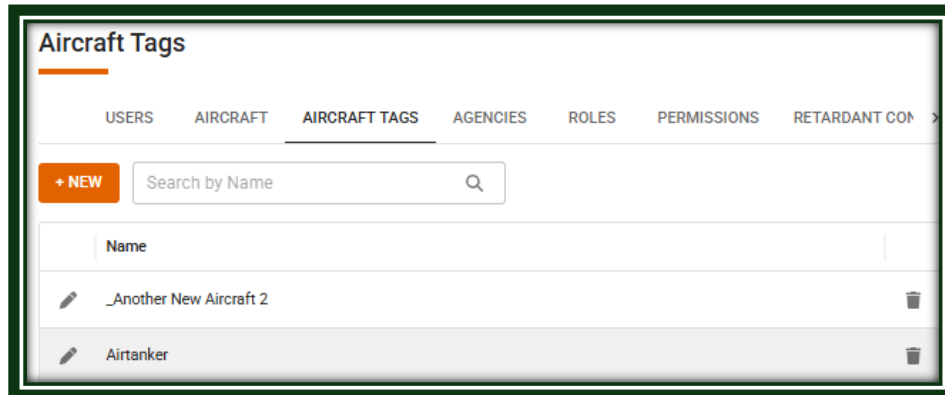 Aircraft Tags
USERS AIRCRAFT AIRCRAFT TAGS AGENCIES ROLES PERMISSIONS RETARDANT
+ NEW Search by Name
Name
_Another New Aircraft 2
Airtanker